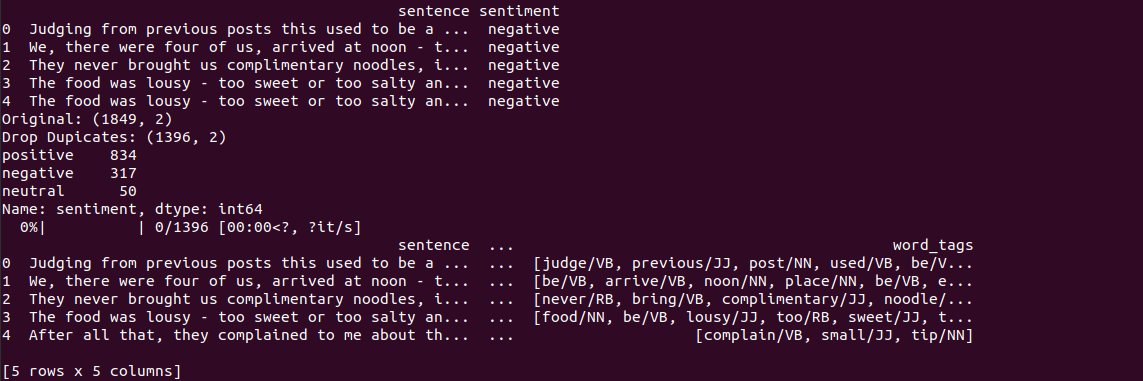 sentence sentiment
0  Judging from previous posts this used to be a ...  negative
1  We, there were four of us, arrived at noon - t...  negative
2  They never brought us complimentary noodles, i...  negative
3  The food was lousy - too sweet or too salty an...  negative
4  The food was lousy - too sweet or too salty an...  negative
Original: (1849, 2)
Drop Dupicates: (1396, 2)
positive    834
negative    317
neutral      50
Name: sentiment, dtype: int64
  0%|          | 0/1396 [00:00<?, ?it/s]
sentence  ...  word_tags
0  Judging from previous posts this used to be a ...  ...  [judge/VB, previous/JJ, post/NN, used/VB, be/V...
1  We, there were four of us, arrived at noon - t...  ...  [be/VB, arrive/VB, noon/NN, place/NN, be/VB, e...
2  They never brought us complimentary noodles, i...  ...  [never/RB, bring/VB, complimentary/JJ, noodle/...
3  The food was lousy - too sweet or too salty an...  ...  [food/NN, be/VB, lousy/JJ, too/RB, sweet/JJ, t...
4  After all that, they complained to me about th...  ...  [complain/VB, small/JJ, tip/NN]
[5 rows x 5 columns]